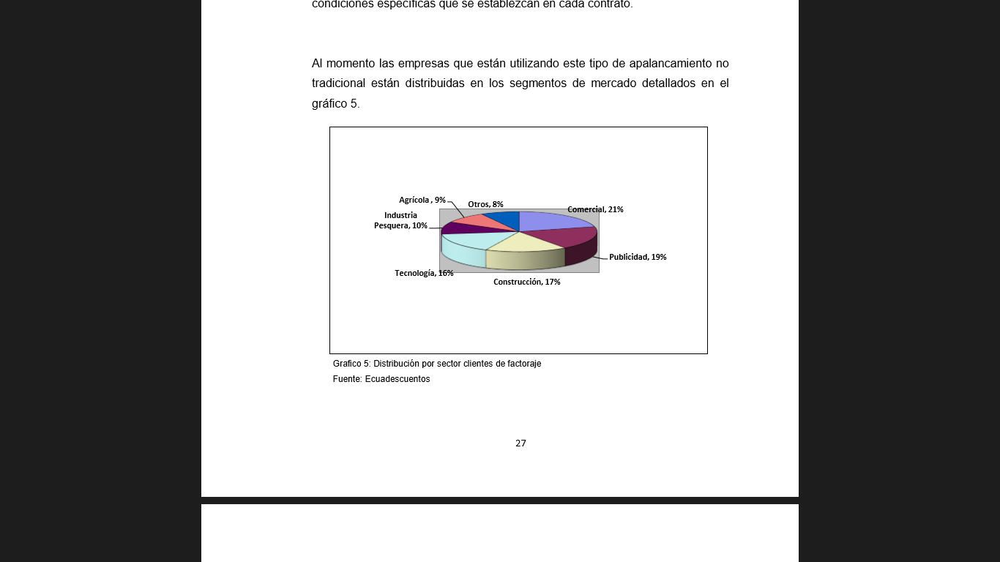 condiciones específicas que se establezcan en cada contrato.
Al momento las empresas que están utilizando este tipo de apalancamiento no
tradicional están distribuidas en los segmentos de mercado detallados en el
gráfico 5.
Agrícola , 9%
Otros, 8%
Comercial, 21%
Industria
Pesquera, 10%
Publicidad, 19%
Tecnología, 16%
Construcción, 17%
Grafico 5: Distribución por sector clientes de factoraje
Fuente: Ecuadescuentos
27